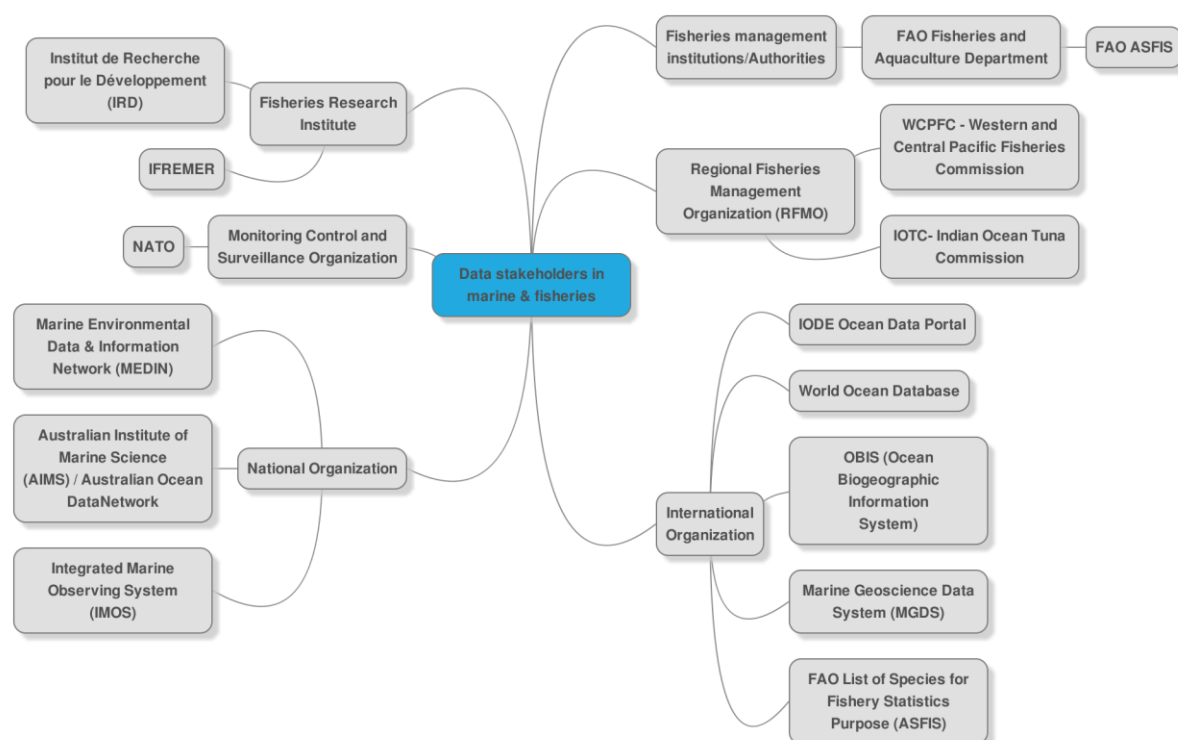 Institut de Recherche
pour le Développement
(IRD)
Fisheries Research
Institute
IFREMER
NATO
Monitoring Control and
Surveillance Organization
Marine Environmental
Data & Information
Network (MEDIN)
Australian Institute of
Marine Science
(AIMS) / Australian Ocean
DataNetwork
National Organization
Integrated Marine
Observing System
(IMOS)
Data stakeholders in
marine & fisheries
Fisheries management
institutions/Authorities
FAO Fisheries and
Aquaculture Department
FAO ASFIS
Regional Fisheries
Management
Organization (RFMO)
WCPFC - Western and
Central Pacific Fisheries
Commission
IOTC- Indian Ocean Tuna
Commission
International
Organization
IODE Ocean Data Portal
World Ocean Database
OBIS (Ocean
Biogeographic
Information
System)
Marine Geoscience Data
System (MGDS)
FAO List of Species for
Fishery Statistics
Purpose (ASFIS)